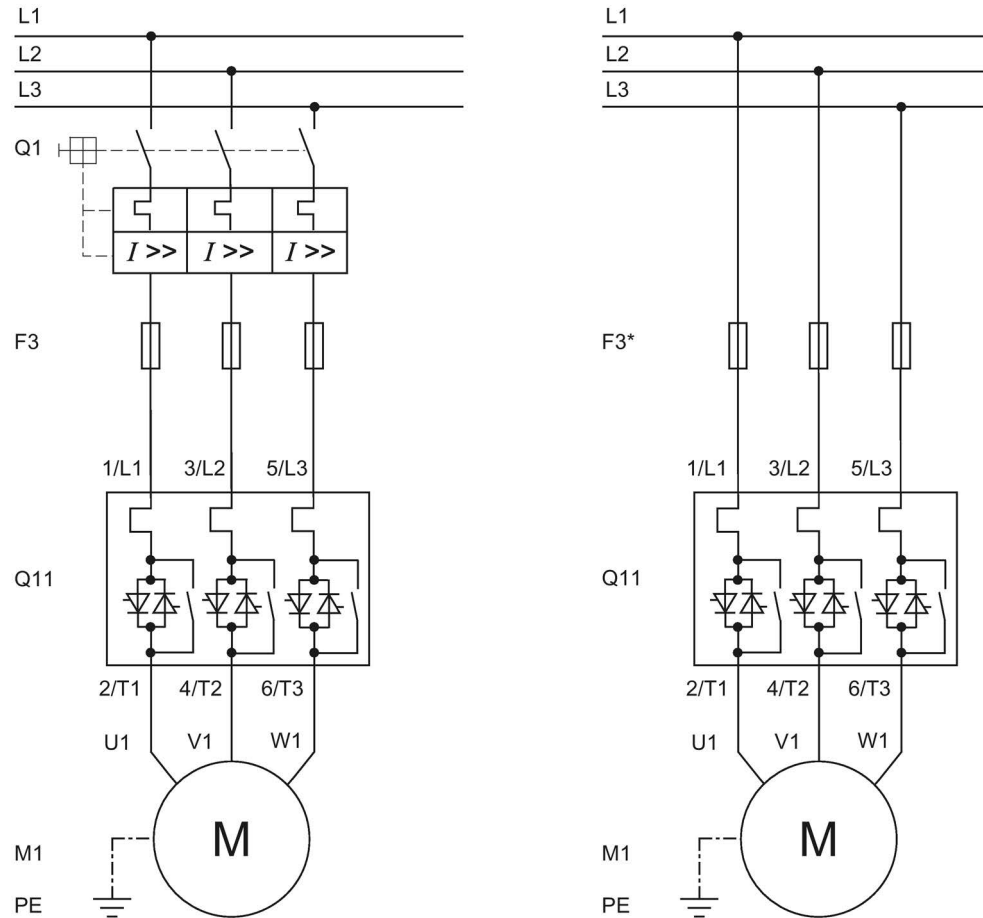 L1
L2
L3
Q1
I >> I >> I >>
F3
1/L1 3/L2 5/L3
Q11
2/T1 4/T2 6/T3
U1 V1 W1
M
M1
PE
L1
L2
L3
F3*
1/L1 3/L2 5/L3
Q11
2/T1 4/T2 6/T3
U1 V1 W1
M
M1
PE